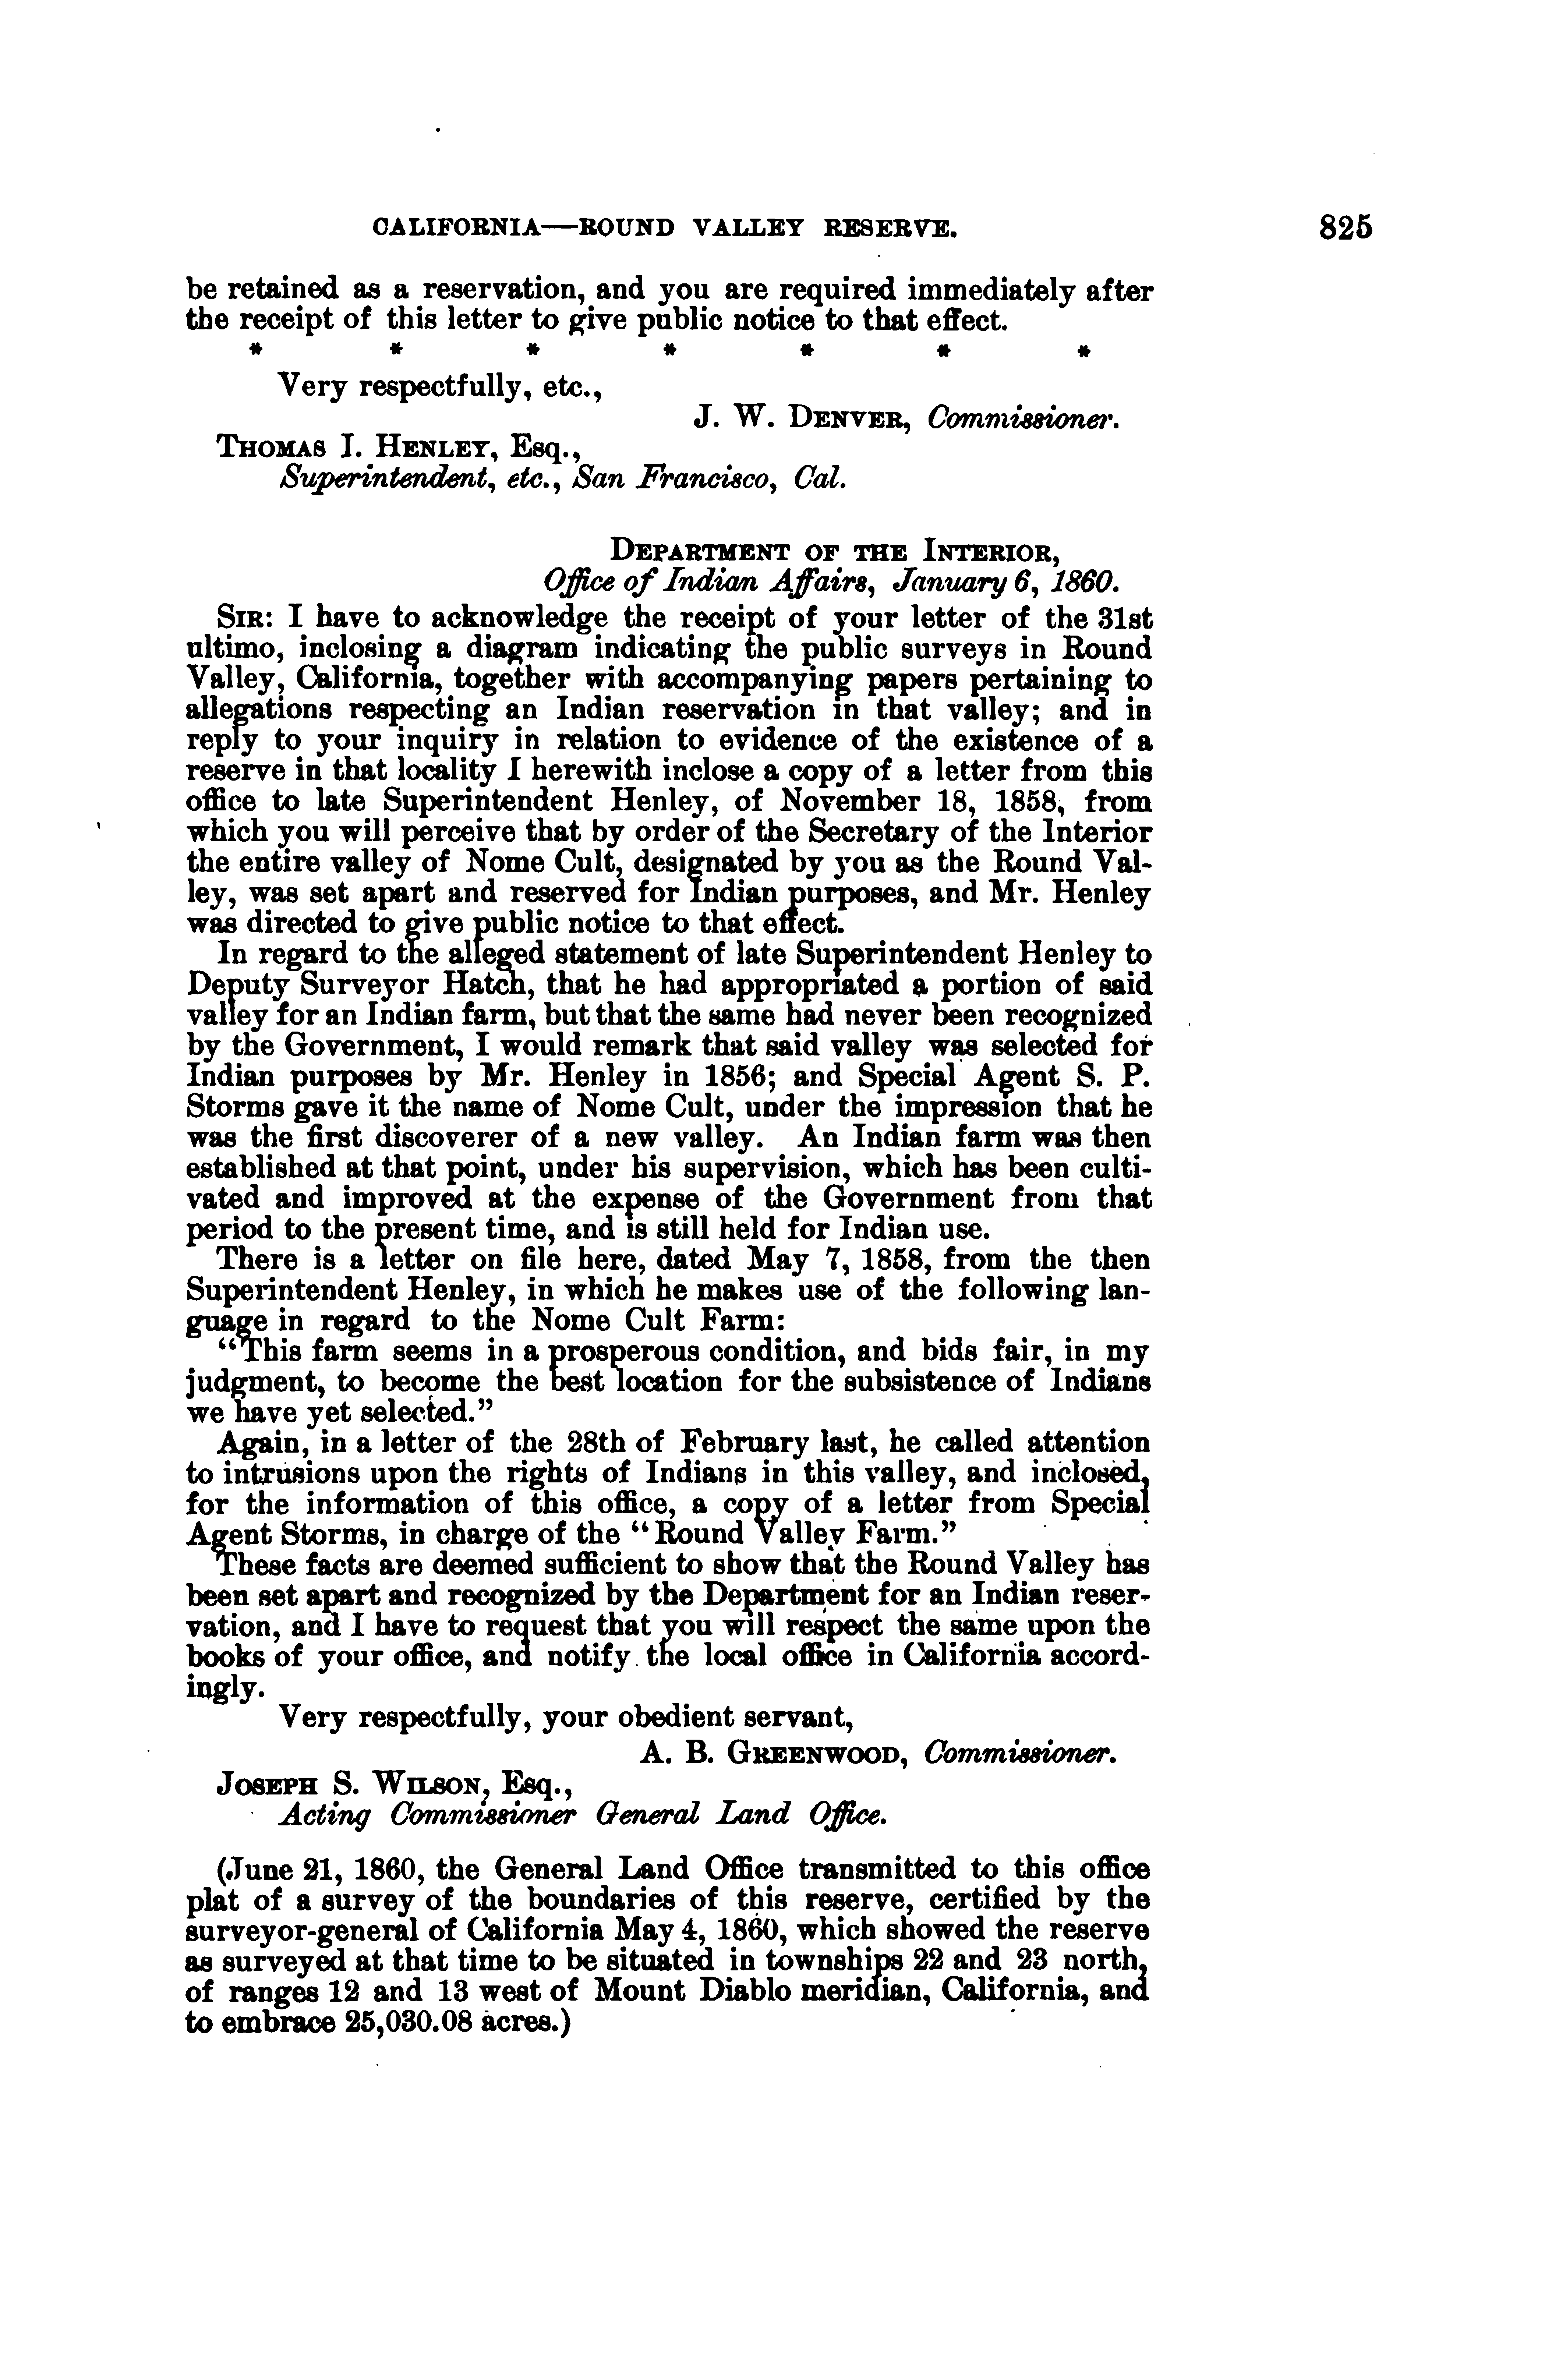 CALIFORNIA—ROUND VALLEY RESERVE. 825
be retained as a reservation, and you are required immediately after
the receipt of this letter to give public notice to that effect.
* * * * * * *
Very respectfully, etc.,
J. W. DENVER, Commissioner.
THOMAS I. HENLEY, Esq.,
Superintendent, etc., San Francisco, Cal.
DEPARTMENT OF THE INTERIOR,
Office of Indian Affairs, January 6, 1860.
SIR: I have to acknowledge the receipt of your letter of the 31st
ultimo, inclosing a diagram indicating the public surveys in Round
Valley, California, together with accompanying papers pertaining to
allegations respecting an Indian reservation in that valley; and in
reply to your inquiry in relation to evidence of the existence of a
reserve in that locality I herewith inclose a copy of a letter from this
office to late Superintendent Henley, of November 18, 1858, from
which you will perceive that by order of the Secretary of the Interior
the entire valley of Nome Cult, designated by you as the Round Val-
ley, was set apart and reserved for Indian purposes, and Mr. Henley
was directed to give public notice to that effect.
In regard to the alleged statement of late Superintendent Henley to
Deputy Surveyor Hatch, that he had appropriated a portion of said
valley for an Indian farm, but that the same had never been recognized
by the Government, I would remark that said valley was selected for
Indian purposes by Mr. Henley in 1856; and Special Agent S. P.
Storms gave it the name of Nome Cult, under the impression that he
was the first discoverer of a new valley. An Indian farm was then
established at that point, under his supervision, which has been culti-
vated and improved at the expense of the Government from that
period to the present time, and is still held for Indian use.
There is a letter on file here, dated May 7, 1858, from the then
Superintendent Henley, in which he makes use of the following lan-
guage in regard to the Nome Cult Farm:
"This farm seems in a prosperous condition, and bids fair, in my
judgment, to become the best location for the subsistence of Indians
we have yet selected."
Again, in a letter of the 28th of February last, he called attention
to intrusions upon the rights of Indians in this valley, and inclosed,
for the information of this office, a copy of a letter from Special
Agent Storms, in charge of the "Round Valley Farm."
These facts are deemed sufficient to show that the Round Valley has
been set apart and recognized by the Department for an Indian reser-
vation, and I have to request that you will respect the same upon the
books of your office, and notify the local office in California accord-
ingly.
Very respectfully, your obedient servant,
A. B. GREENWOOD, Commissioner.
JOSEPH S. WILSON, Esq.,
Acting Commissioner General Land Office.
(June 21, 1860, the General Land Office transmitted to this office
plat of a survey of the boundaries of this reserve, certified by the
surveyor-general of California May 4, 1860, which showed the reserve
as surveyed at that time to be situated in townships 22 and 23 north,
of ranges 12 and 13 west of Mount Diablo meridian, California, and
to embrace 25,030.08 acres.)